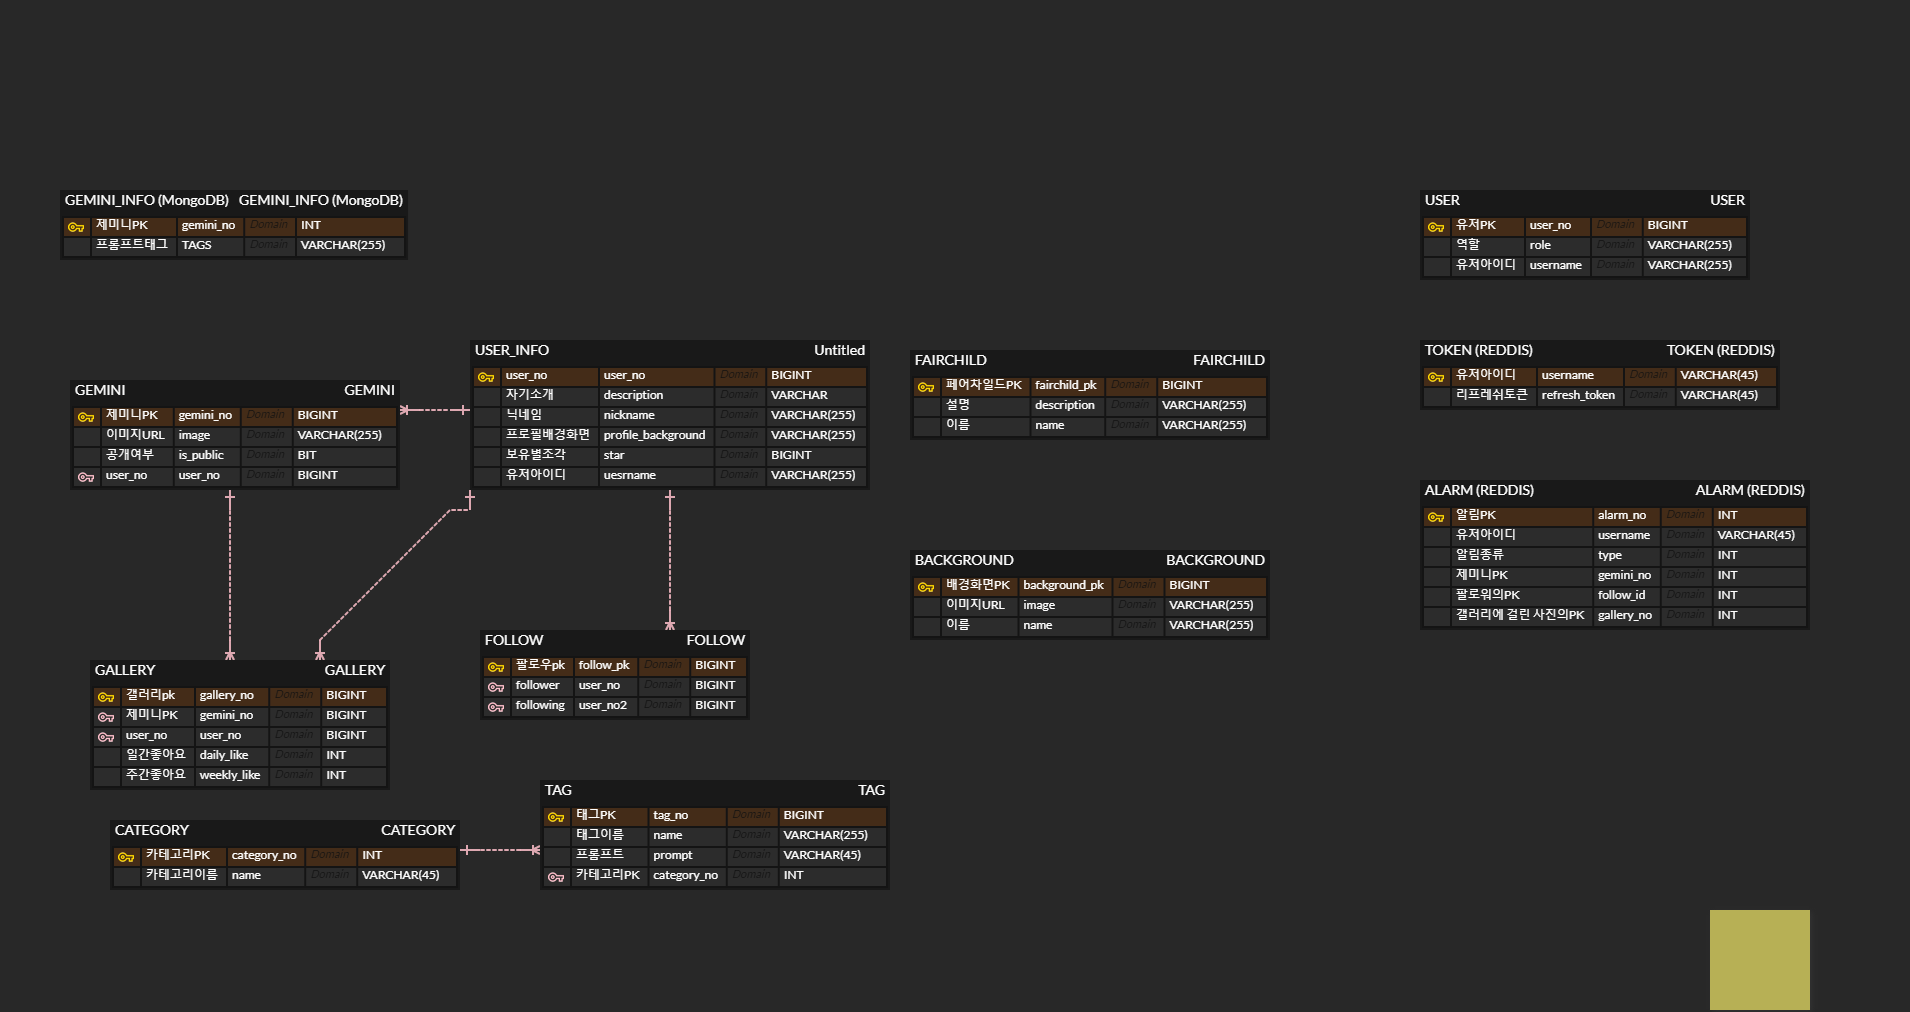 GEMINI_INFO (MongoDB) GEMINI_INFO (MongoDB)
제미니PK gemini_no Domain INT
프롬프트태그 TAGS Domain VARCHAR(255)
USER USER
유저PK user_no Domain BIGINT
역할 role Domain VARCHAR(255)
유저아이디 username Domain VARCHAR(255)
GEMINI GEMINI
제미니PK gemini_no Domain BIGINT
이미지URL image Domain VARCHAR(255)
공개여부 is_public Domain BIT
user_no user_no Domain BIGINT
USER_INFO Untitled
user_no user_no Domain BIGINT
자기소개 description Domain VARCHAR
닉네임 nickname Domain VARCHAR(255)
프로필배경화면 profile_background Domain VARCHAR(255)
보유별조각 star Domain BIGINT
유저아이디 uesrname Domain VARCHAR(255)
FAIRCHILD FAIRCHILD
페어차일드PK fairchild_pk Domain BIGINT
설명 description Domain VARCHAR(255)
이름 name Domain VARCHAR(255)
TOKEN (REDDIS) TOKEN (REDDIS)
유저아이디 username Domain VARCHAR(45)
리프레쉬토큰 refresh_token Domain VARCHAR(45)
ALARM (REDDIS) ALARM (REDDIS)
알림PK alarm_no Domain INT
유저아이디 username Domain VARCHAR(45)
알림종류 type Domain INT
제미니PK gemini_no Domain INT
팔로워의PK follow_id Domain INT
갤러리에 걸린 사진의PK gallery_no Domain INT
BACKGROUND BACKGROUND
배경화면PK background_pk Domain BIGINT
이미지URL image Domain VARCHAR(255)
이름 name Domain VARCHAR(255)
GALLERY GALLERY
갤러리pk gallery_no Domain BIGINT
제미니PK gemini_no Domain BIGINT
user_no user_no Domain BIGINT
일간좋아요 daily_like Domain INT
주간좋아요 weekly_like Domain INT
FOLLOW FOLLOW
팔로우pk follow_pk Domain BIGINT
follower user_no Domain BIGINT
following user_no2 Domain BIGINT
CATEGORY CATEGORY
카테고리PK category_no Domain INT
카테고리이름 name Domain VARCHAR(45)
TAG TAG
태그PK tag_no Domain BIGINT
태그이름 name Domain VARCHAR(255)
프롬프트 prompt Domain VARCHAR(45)
카테고리PK category_no Domain INT